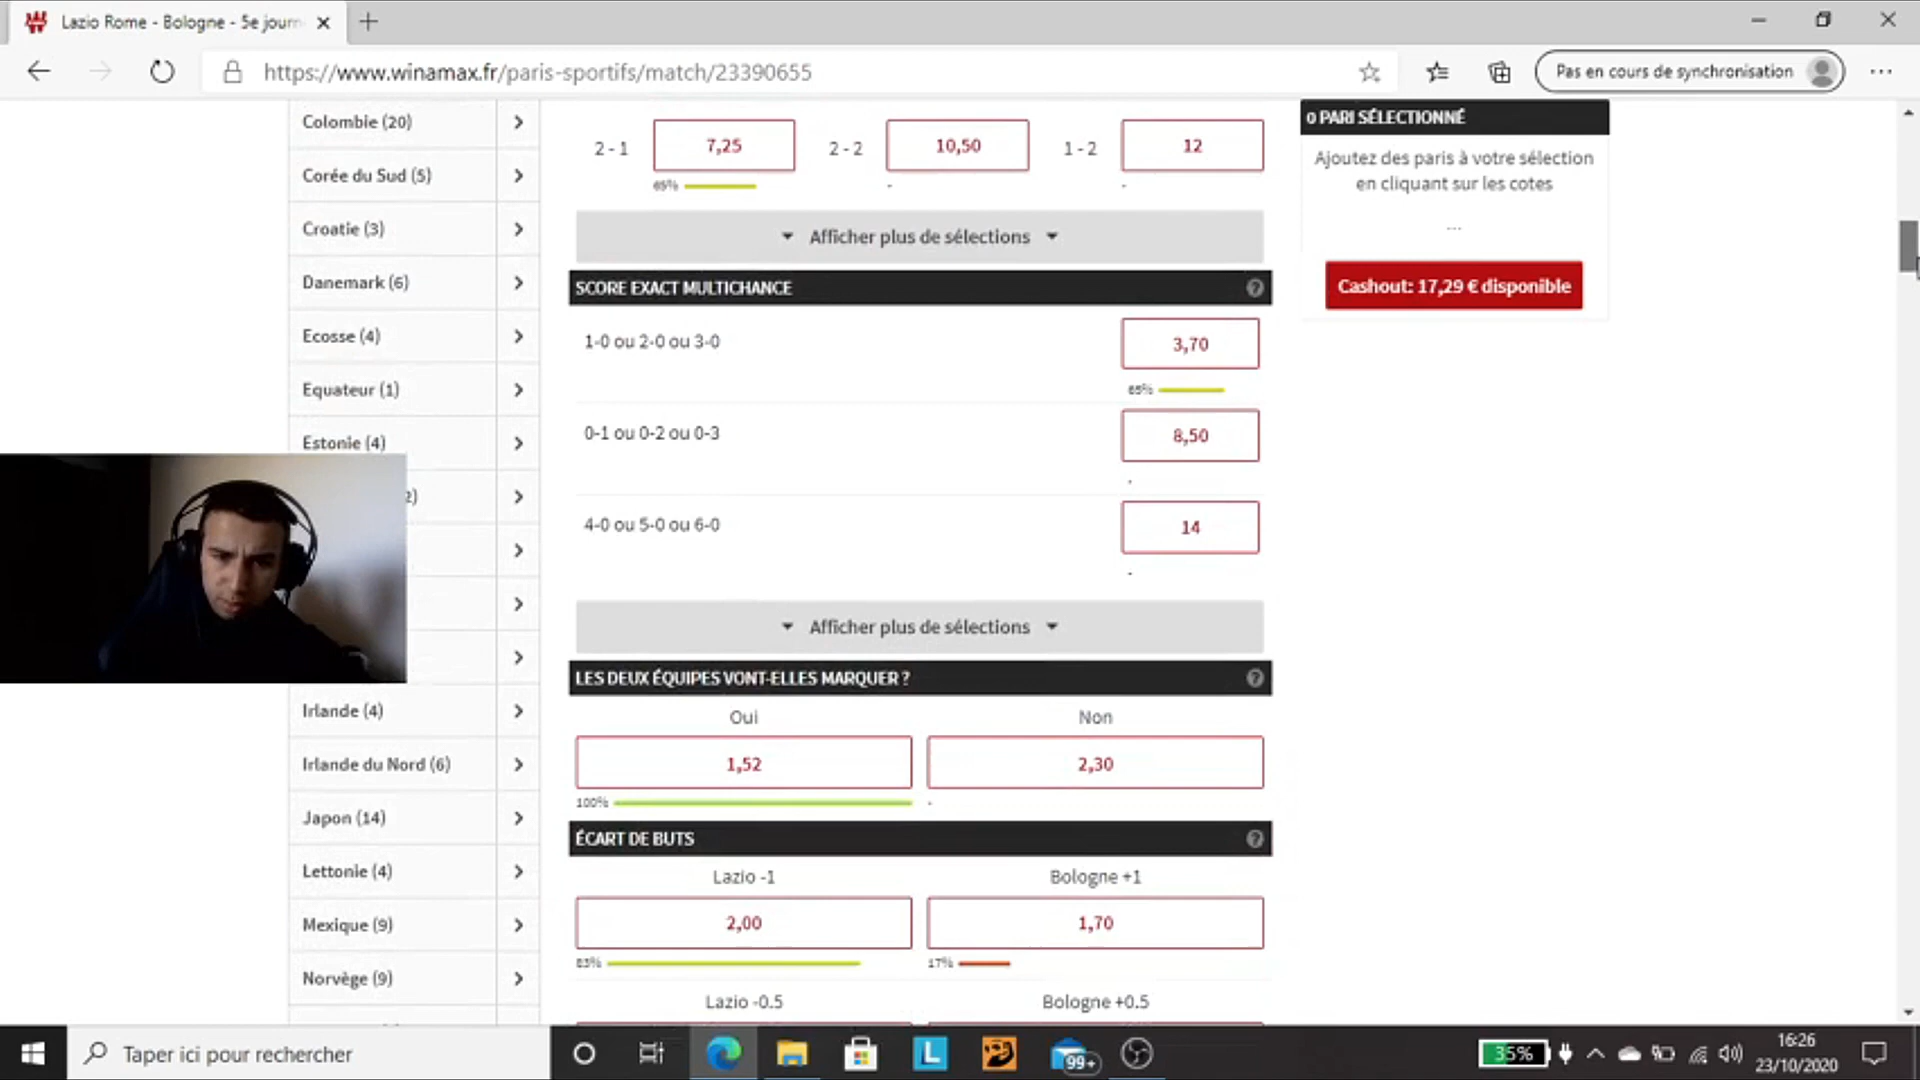 Lazio Rome - Bologne - 5e journ
https://www.winamax.fr/paris-sportifs/match/23390655
Pas en cours de synchronisation
Colombie (20)
Corée du Sud (5)
Croatie (3)
Danemark (6)
Ecosse (4)
Equateur (1)
Estonie (4)
2)
Irlande (4)
Irlande du Nord (6)
Japon (14)
Lettonie (4)
Mexique (9)
Norvège (9)
2 - 1 7,25 2 - 2 10,50 1 - 2 12
65% - -
Afficher plus de sélections
SCORE EXACT MULTICHANCE
1-0 ou 2-0 ou 3-0 3,70
65%
0-1 ou 0-2 ou 0-3 8,50
-
4-0 ou 5-0 ou 6-0 14
-
Afficher plus de sélections
LES DEUX ÉQUIPES VONT-ELLES MARQUER ?
Oui Non
1,52 2,30
100% -
ÉCART DE BUTS
Lazio -1 Bologne +1
2,00 1,70
83% 17%
Lazio -0.5 Bologne +0.5
0 PARI SÉLECTIONNÉ
Ajoutez des paris à votre sélection
en cliquant sur les cotes
...
Cashout: 17,29 € disponible
Taper ici pour rechercher
L
99+
35%
16:26
23/10/2020